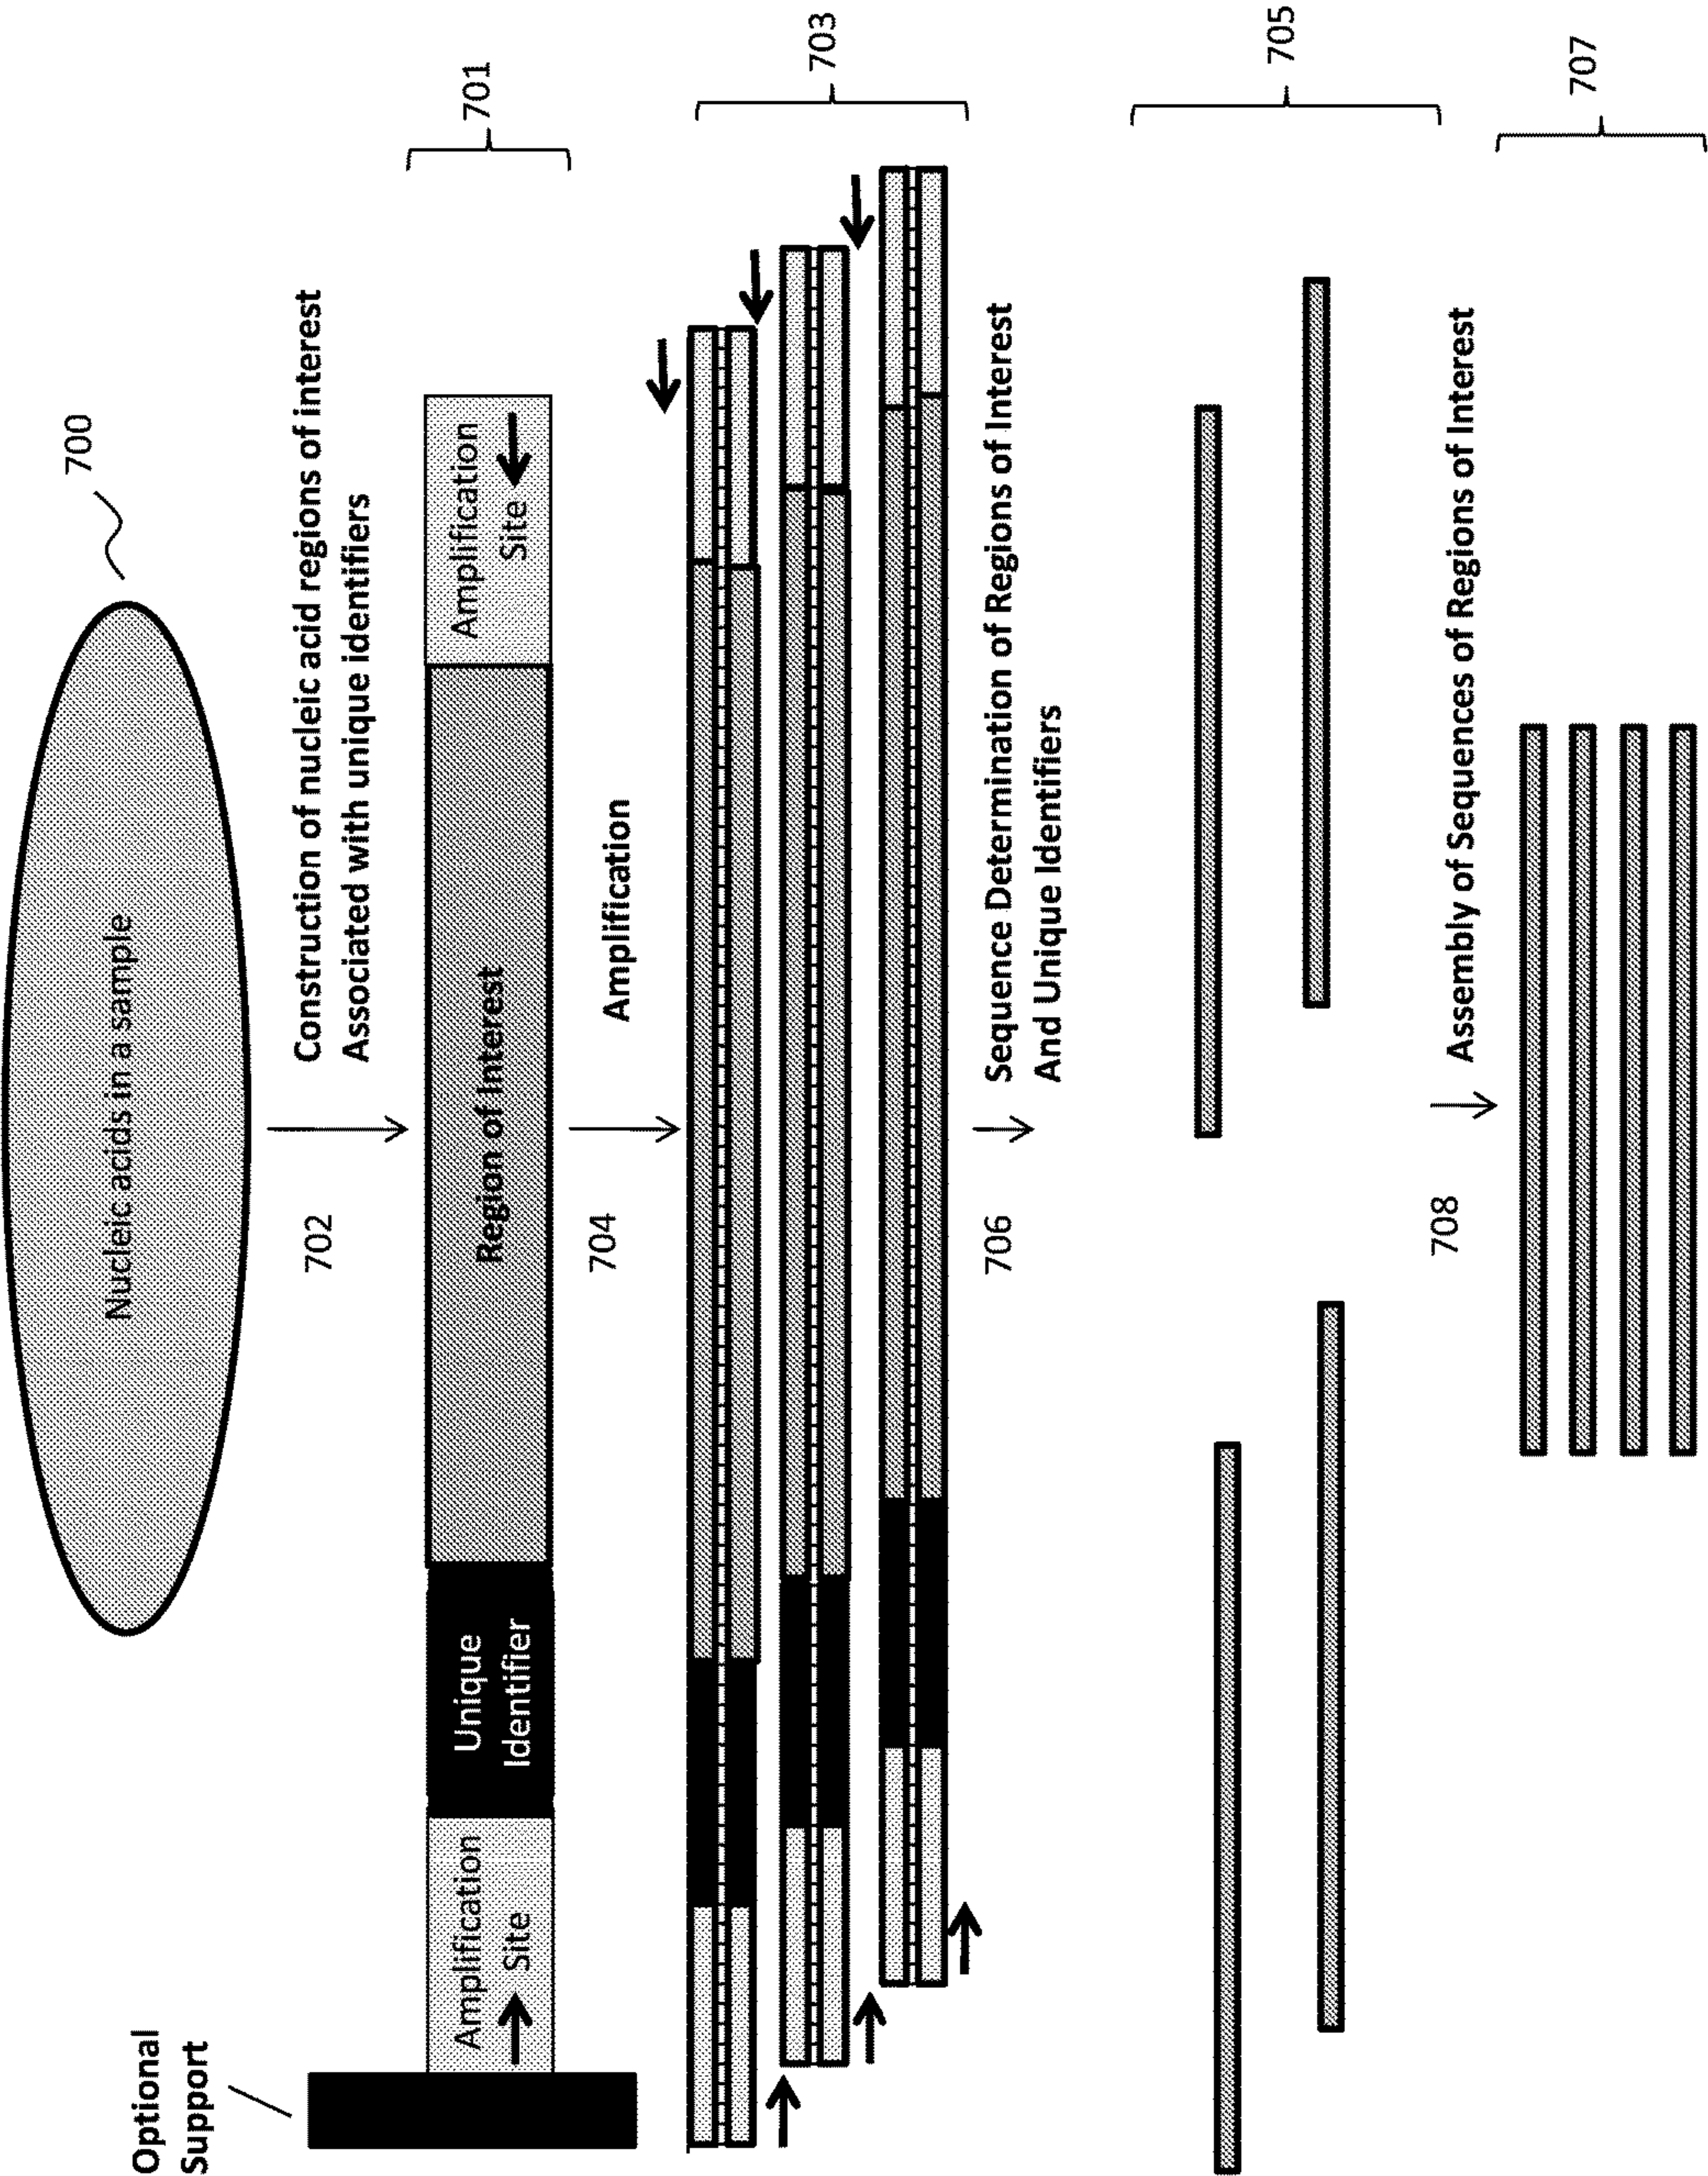 700
Nucleic acids in a sample
702
Construction of nucleic acid regions of interest
Associated with unique identifiers
Optional
Support
Amplification
Site
Unique
Identifier
Region of Interest
Amplification
Site
701
704
Amplification
703
706
Sequence Determination of Regions of Interest
And Unique Identifiers
705
708
Assembly of Sequences of Regions of Interest
707